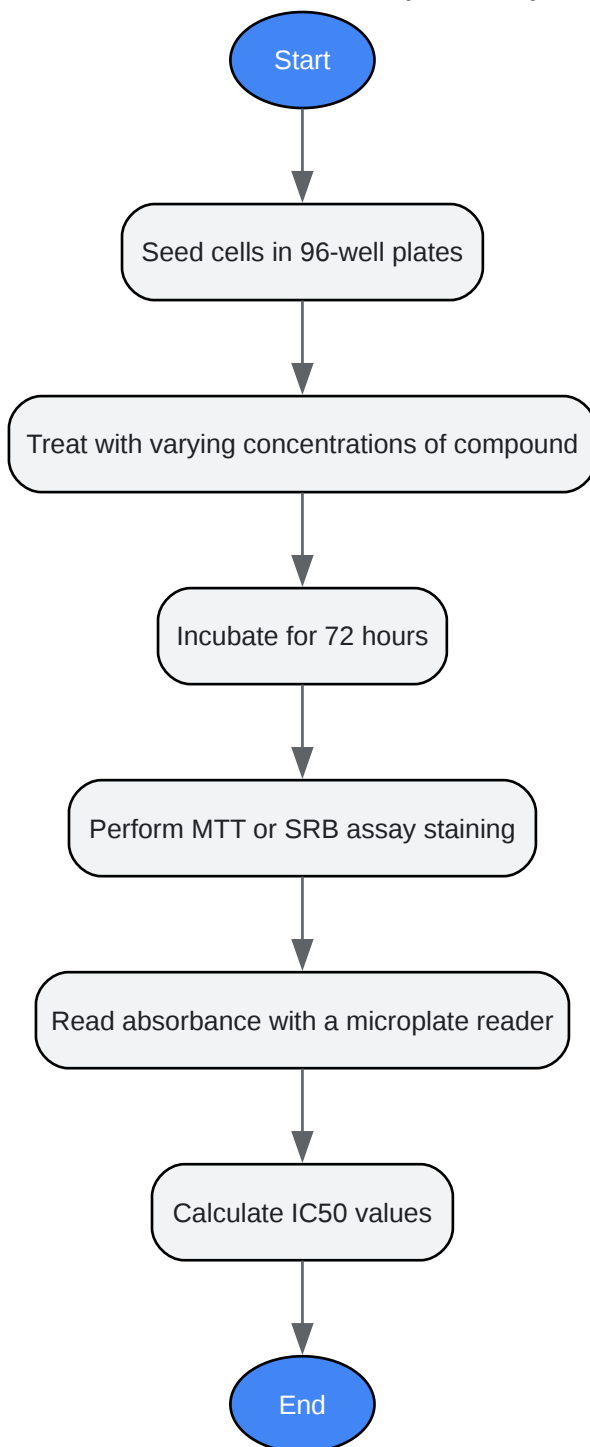 Start
Seed cells in 96-well plates
Treat with varying concentrations of compound
Incubate for 72 hours
Perform MTT or SRB assay staining
Read absorbance with a microplate reader
Calculate IC50 values
End